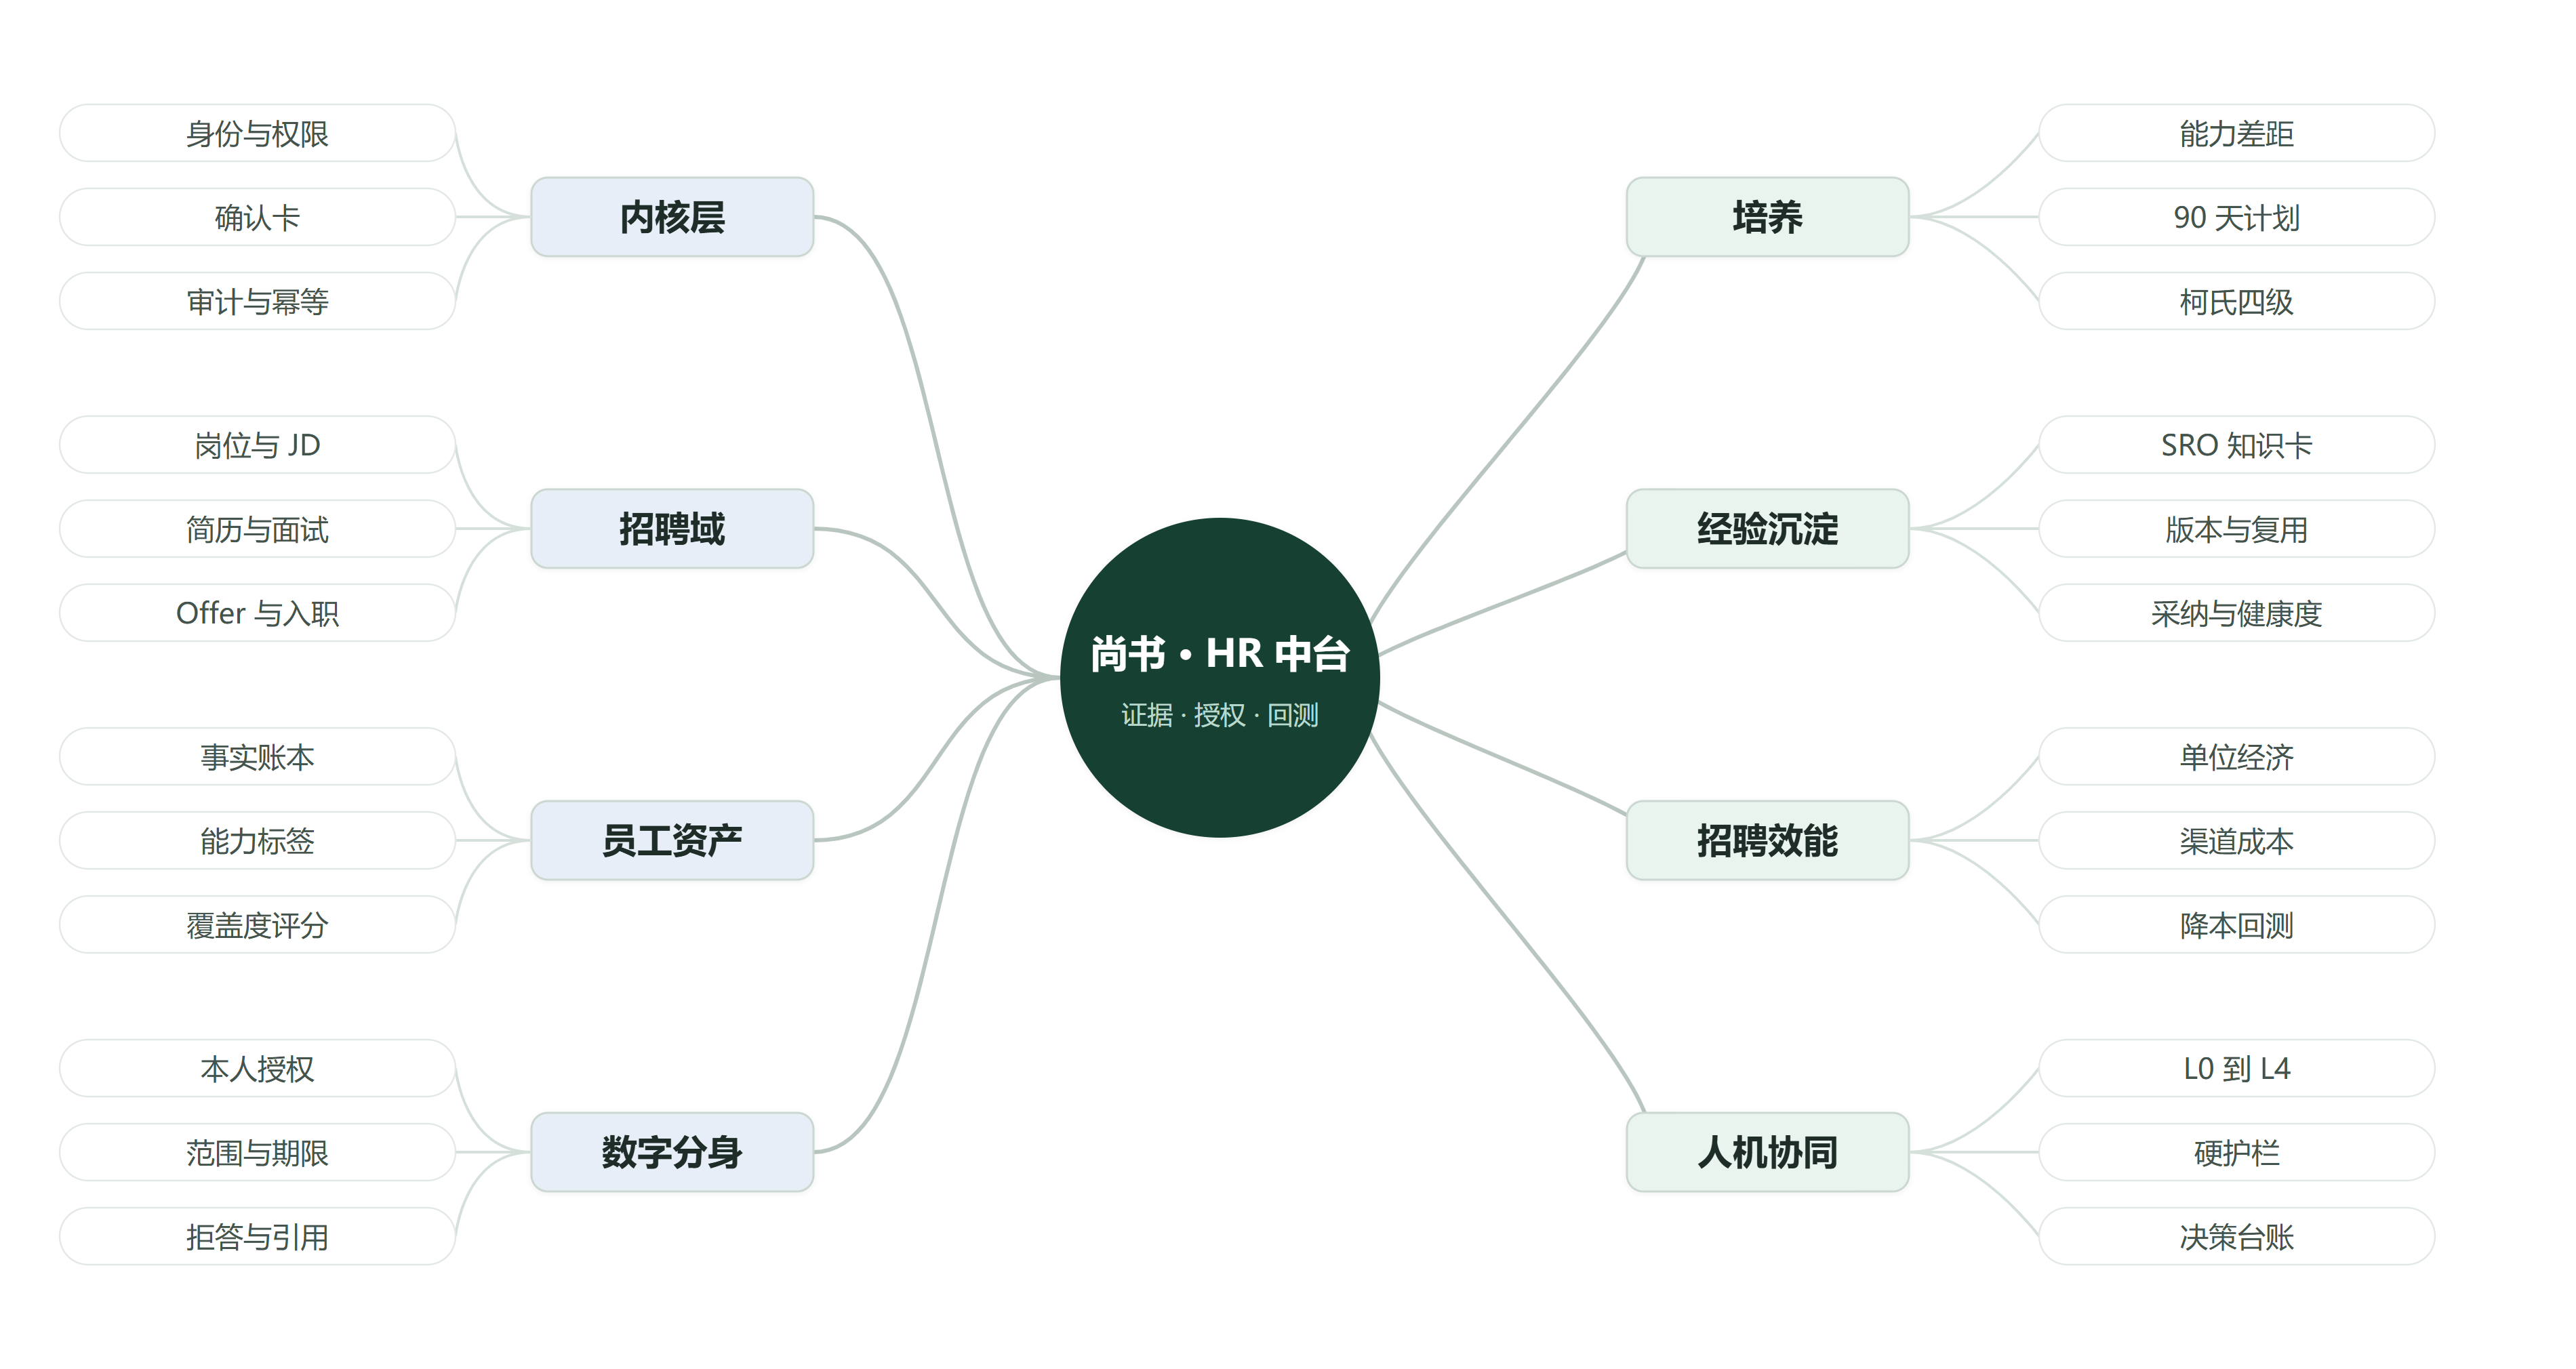 身份与权限
确认卡
审计与幂等
内核层
岗位与 JD
简历与面试
Offer 与入职
招聘域
事实账本
能力标签
覆盖度评分
员工资产
本人授权
范围与期限
拒答与引用
数字分身
尚书 · HR 中台
证据 · 授权 · 回测
培养
能力差距
90 天计划
柯氏四级
经验沉淀
SRO 知识卡
版本与复用
采纳与健康度
招聘效能
单位经济
渠道成本
降本回测
人机协同
L0 到 L4
硬护栏
决策台账